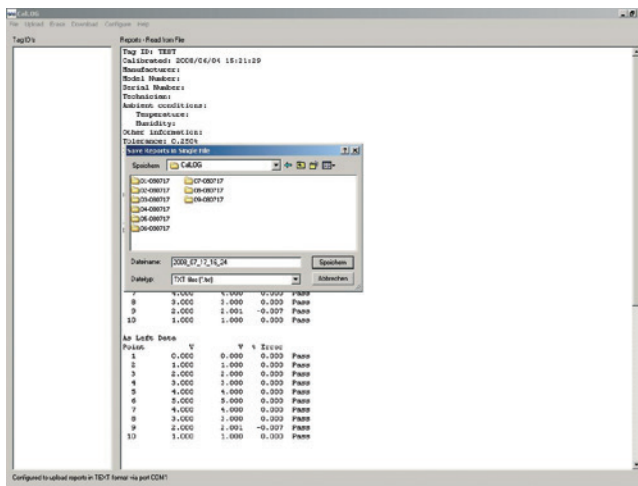 CalLOG
File Upload Erase Download Configure Help
Tag ID's
Reports - Read from File
Tag ID: TEST
Calibrated: 2008/06/04 15:21:29
Manufacturer:
Model Number:
Serial Number:
Technician:
Ambient conditions:
Temperature:
Humidity:
Other information:
Tolerance: 0.250%
Save Reports in Single File
Speichern
CalLOG
01-080717 07-080717
02-080717 08-080717
03-080717 09-080717
04-080717
05-080717
06-080717
Dateiname: 2008_07_17_16_24 Speichern
Dateityp: TXT files (*.txt) Abbrechen
7 4.000 4.000 0.000 Pass
8 3.000 3.000 0.000 Pass
9 2.000 2.001 -0.007 Pass
10 1.000 1.000 0.000 Pass
As Left Data
Point V V % Error
1 0.000 0.000 0.000 Pass
2 1.000 1.000 0.000 Pass
3 2.000 2.000 0.000 Pass
4 3.000 3.000 0.000 Pass
5 4.000 4.000 0.000 Pass
6 5.000 5.000 0.000 Pass
7 4.000 4.000 0.000 Pass
8 3.000 3.000 0.000 Pass
9 2.000 2.001 -0.007 Pass
10 1.000 1.000 0.000 Pass
Configured to upload reports in TEXT format via port COM1